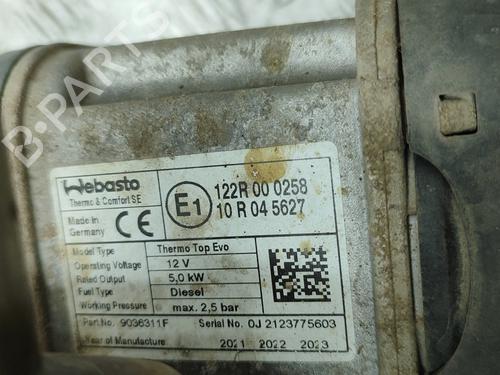 Webasto
Thermo & Comfort SE
Made in
Germany
CE
E1
122R 00 0258
10 R 04 5627
Model Type Thermo Top Evo
Operating Voltage 12 V
Rated Output 5,0 kW
Fuel Type Diesel
Working Pressure max. 2,5 bar
Part No. 9036311F Serial No. 0J 2123775603
Year of Manufacture 2021 2022 2023
B-PARTS